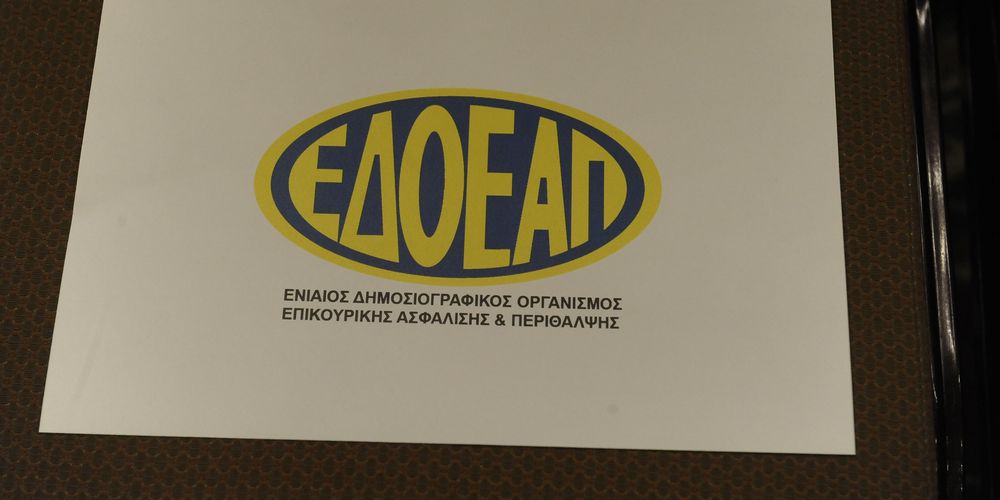 ΕΔΟΕΑΠ
ΕΝΙΑΙΟΣ ΔΗΜΟΣΙΟΓΡΑΦΙΚΟΣ ΟΡΓΑΝΙΣΜΟΣ
ΕΠΙΚΟΥΡΙΚΗΣ ΑΣΦΑΛΙΣΗΣ & ΠΕΡΙΘΑΛΨΗΣ